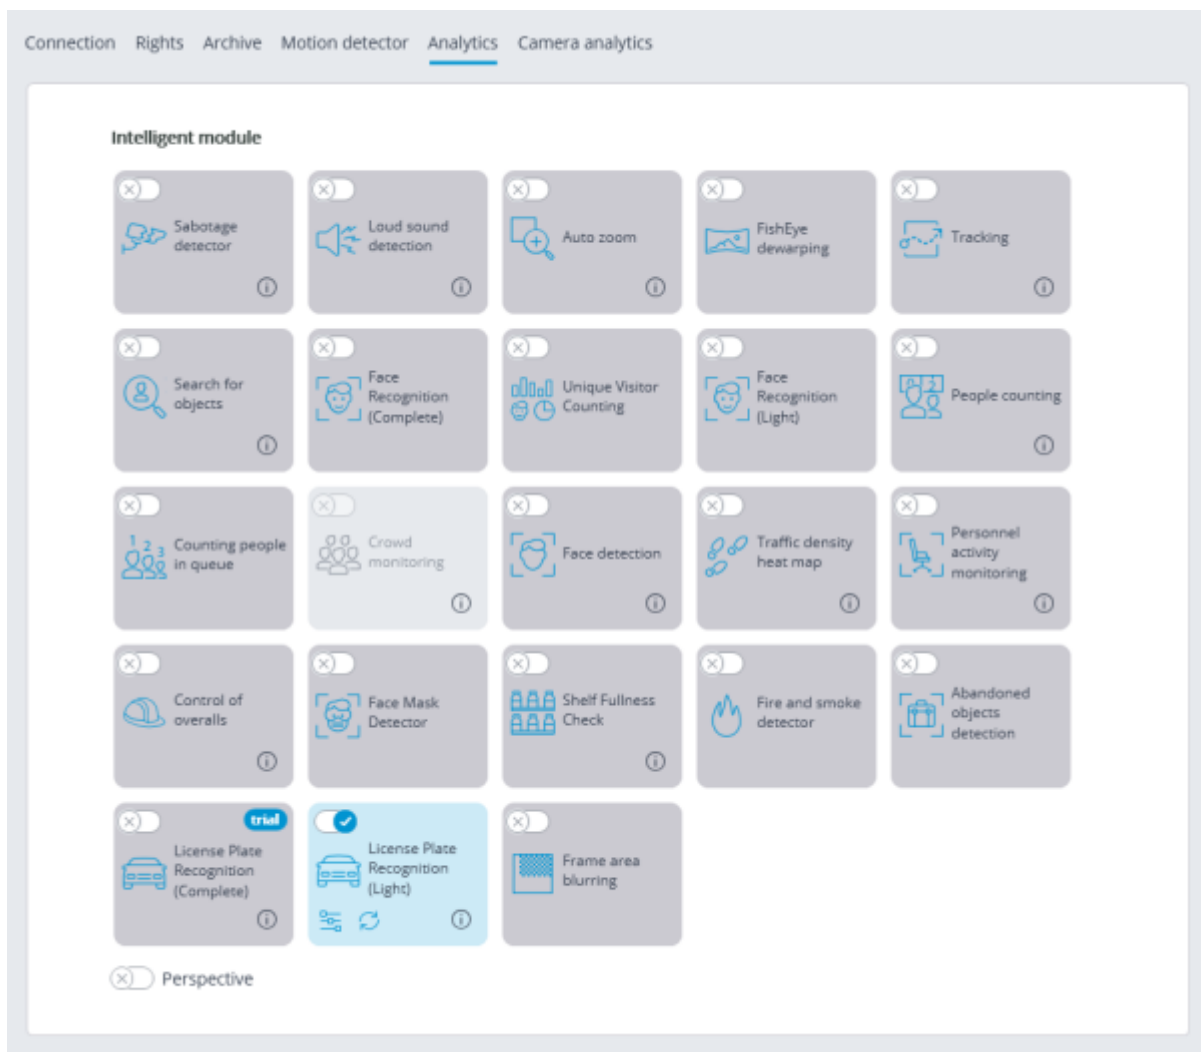 Connection Rights Archive Motion detector Analytics Camera analytics
Intelligent module
Sabotage
detector
Loud sound
detection
Auto zoom
FishEye
dewarping
Tracking
Search for
objects
Face
Recognition
(Complete)
Unique Visitor
Counting
Face
Recognition
(Light)
People counting
Counting people
in queue
Crowd
monitoring
Face detection
Traffic density
heat map
Personnel
activity
monitoring
Control of
overalls
Face Mask
Detector
Shelf Fullness
Check
Fire and smoke
detector
Abandoned
objects
detection
trial
License Plate
Recognition
(Complete)
License Plate
Recognition
(Light)
Frame area
blurring
Perspective